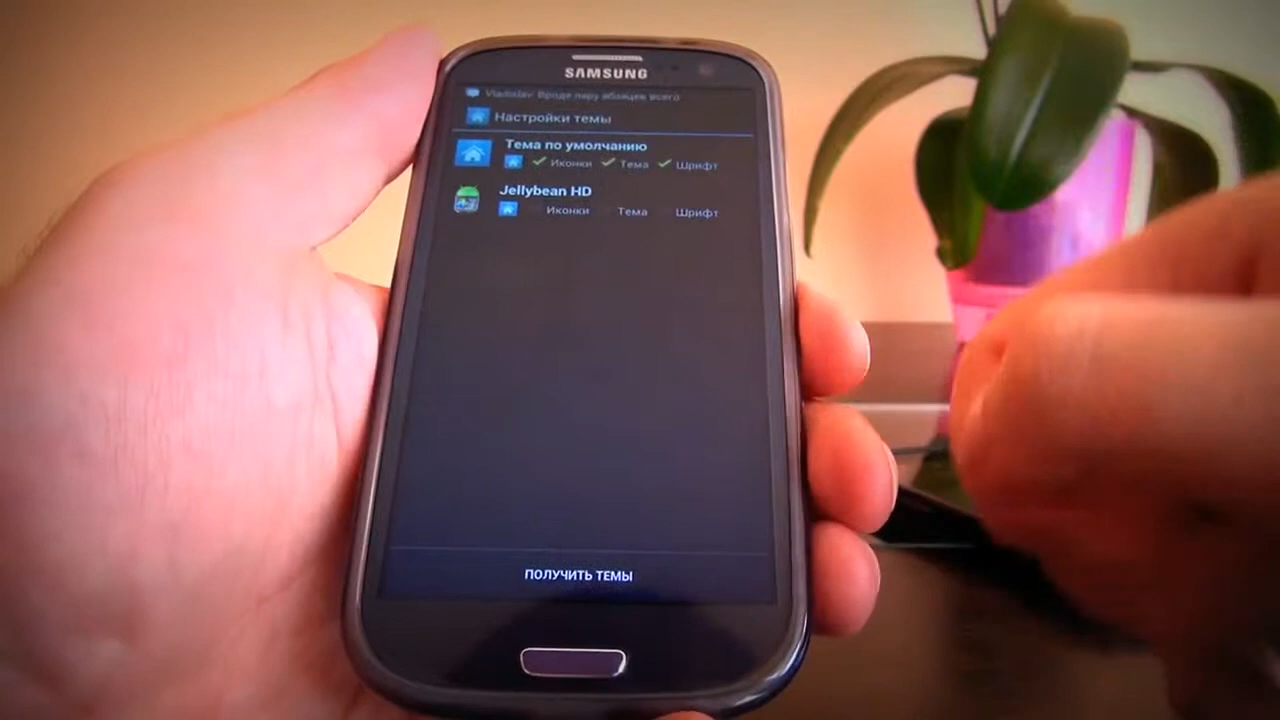 SAMSUNG
Vladislav: Вроде пару абзацев всего
Настройки темы
Тема по умолчанию
Иконки Тема Шрифт
Jellybean HD
Иконки Тема Шрифт
ПОЛУЧИТЬ ТЕМЫ